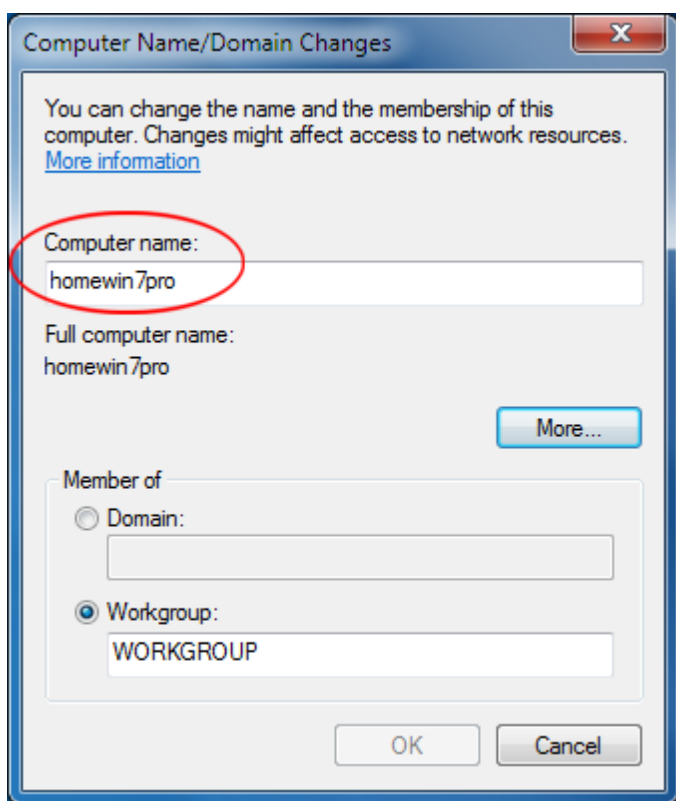 Computer Name/Domain Changes
You can change the name and the membership of this
computer. Changes might affect access to network resources.
More information
Computer name:
homewin7pro
Full computer name:
homewin7pro
More...
Member of
Domain:
Workgroup:
WORKGROUP
OK
Cancel